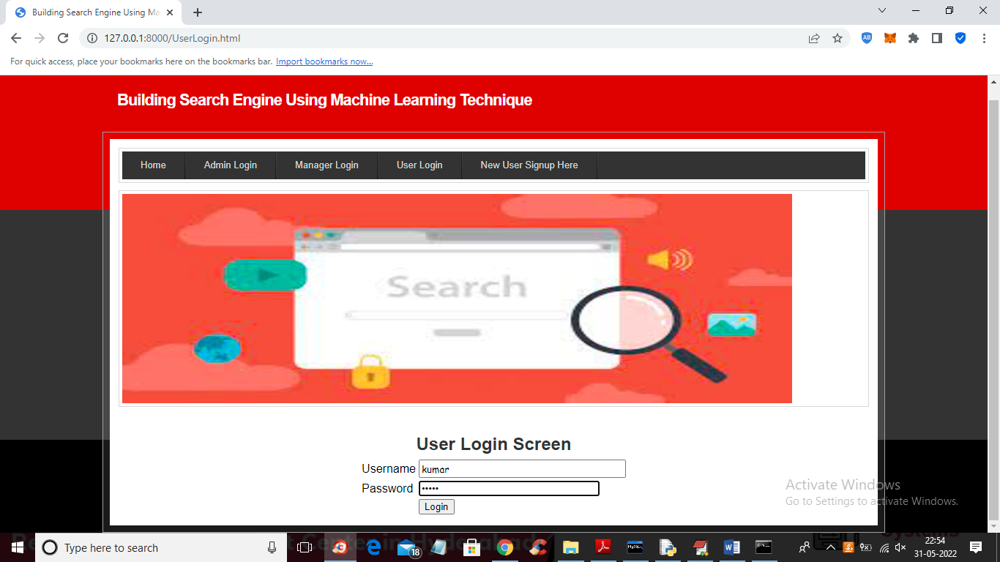 Building Search Engine Using Ma
127.0.0.1:8000/UserLogin.html
AB
For quick access, place your bookmarks here on the bookmarks bar. Import bookmarks now...
Building Search Engine Using Machine Learning Technique
Home Admin Login Manager Login User Login New User Signup Here
Search
User Login Screen
Username kumar
Password •••••
Login
Activate Windows
Go to Settings to activate Windows.
Type here to search
18
MySQL
22:54
31-05-2022